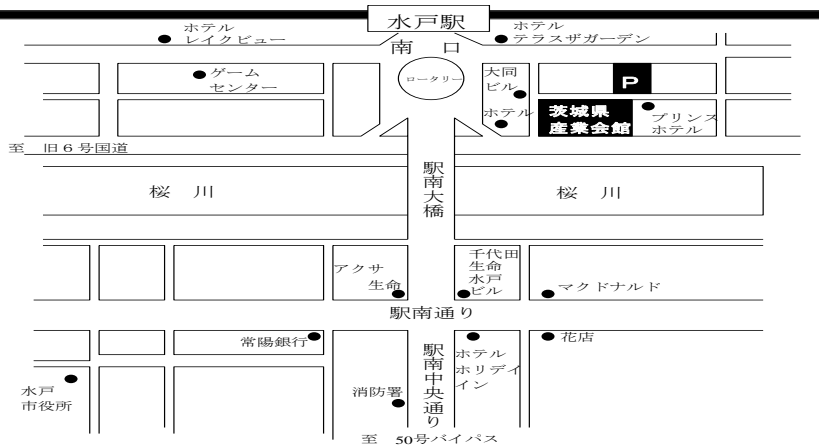 水戸駅
南　口
ホテル
レイクビュー
ホテル
テラスザガーデン
ゲーム
センター
ロータリー
大同
ビル
ホテル
P
茨城県
産業会館
プリンス
ホテル
至　旧６号国道
桜　川
駅南大橋
桜　川
アクサ
生命
千代田
生命
水戸
ビル
マクドナルド
駅南通り
常陽銀行
駅南中央通り
ホテル
ホリデイ
イン
花店
水戸
市役所
消防署
至　50号バイパス